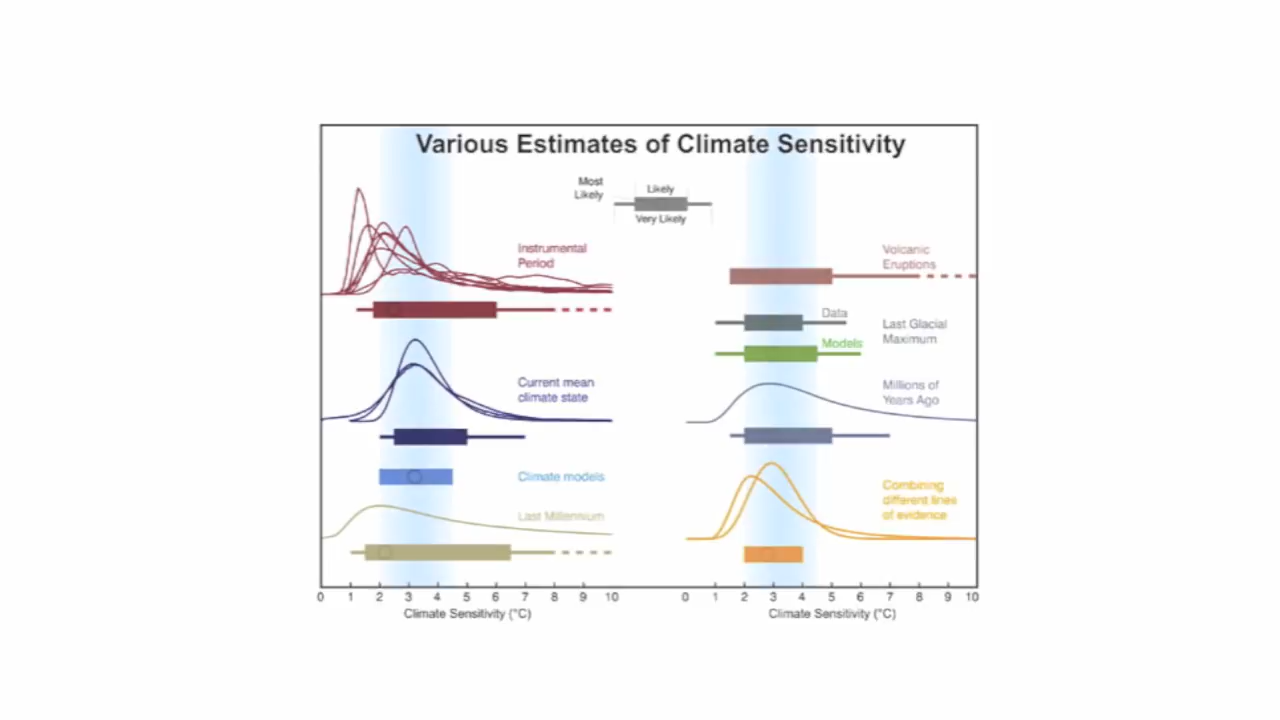 Various Estimates of Climate Sensitivity
Most
Likely
Likely
Very Likely
Instrumental
Period
Current mean
climate state
Climate models
Last Millennium
0 1 2 3 4 5 6 7 8 9 10
Climate Sensitivity (°C)
Volcanic
Eruptions
Data
Last Glacial
Maximum
Models
Millions of
Years Ago
Combining
different lines
of evidence
0 1 2 3 4 5 6 7 8 9 10
Climate Sensitivity (°C)